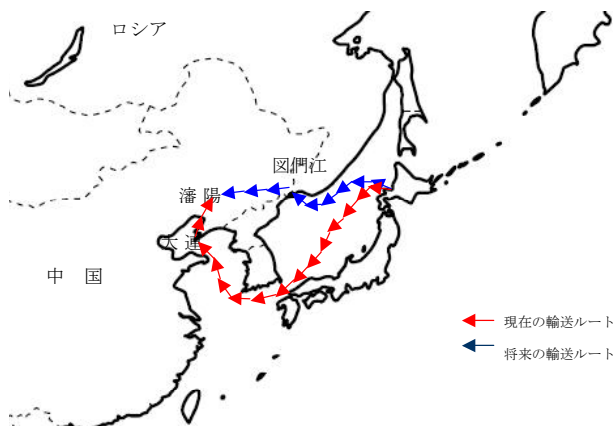 ロシア
図們江
瀋 陽
大 連
中　国
現在の輸送ルート
将来の輸送ルート